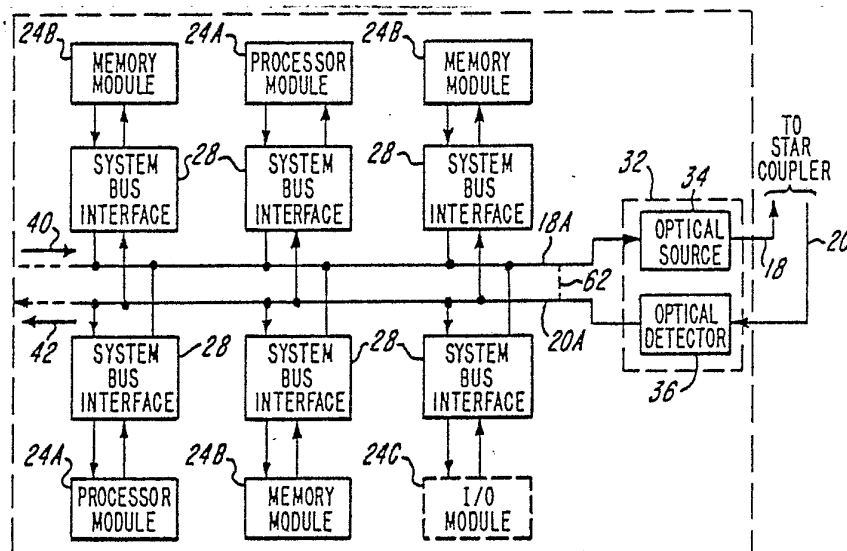 24B 24A 24B
MEMORY MODULE
PROCESSOR MODULE
MEMORY MODULE
SYSTEM BUS INTERFACE
28
SYSTEM BUS INTERFACE
28
SYSTEM BUS INTERFACE
28
TO STAR COUPLER
32 34
OPTICAL SOURCE
18
20
40
18A
62
42
20A
OPTICAL DETECTOR
36
SYSTEM BUS INTERFACE
28
SYSTEM BUS INTERFACE
28
SYSTEM BUS INTERFACE
24A
PROCESSOR MODULE
24B
MEMORY MODULE
24C
I/O MODULE